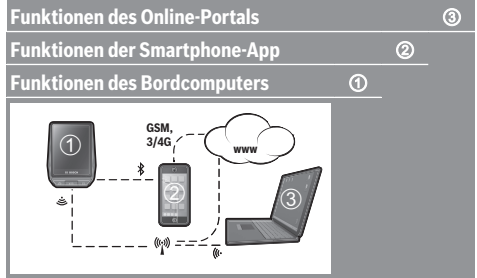 Funktionen des Online-Portals ③
Funktionen der Smartphone-App ②
Funktionen des Bordcomputers ①
GSM,
3/4G
www
①
②
③